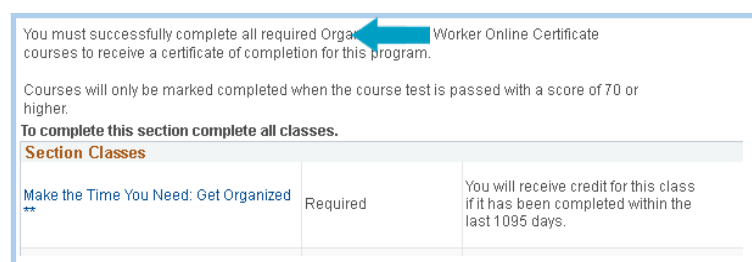 You must successfully complete all required Worker Online Certificate
courses to receive a certificate of completion for this program.
Courses will only be marked completed when the course test is passed with a score of 70 or
higher.
To complete this section complete all classes.
Section Classes
Make the Time You Need: Get Organized
**
Required
You will receive credit for this class
if it has been completed within the
last 1095 days.